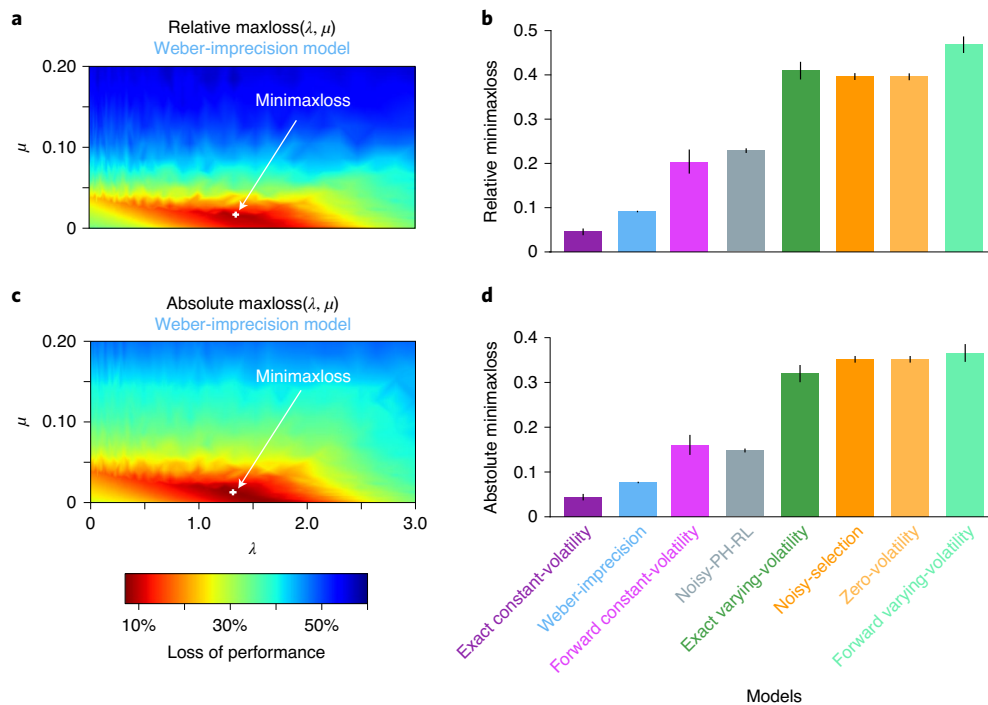 a
Relative maxloss(λ, μ)
Weber-imprecision model
0.20
0.10
0
μ
Minimaxloss
b
0.5
0.4
0.3
0.2
0.1
0
Relative minimaxloss
c
Absolute maxloss(λ, μ)
Weber-imprecision model
0.20
0.10
0
μ
Minimaxloss
0 1.0 2.0 3.0
λ
10% 30% 50%
Loss of performance
d
0.4
0.3
0.2
0.1
0
Abstolute minimaxloss
Exact constant-volatility
Weber-imprecision
Forward constant-volatility
Noisy-PH-RL
Exact varying-volatility
Noisy-selection
Zero-volatility
Forward varying-volatility
Models